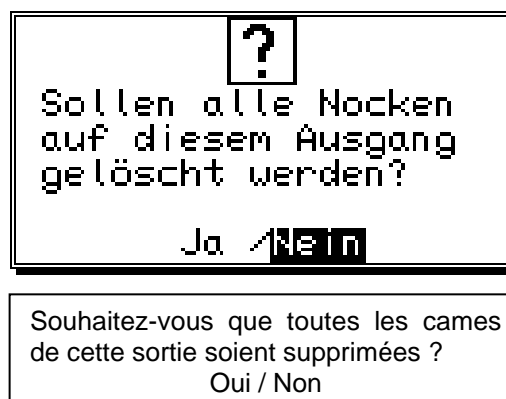 ?
Sollen alle Nocken
auf diesem Ausgang
gelöscht werden?
Ja /Nein
Souhaitez-vous que toutes les cames
de cette sortie soient supprimées ?
Oui / Non